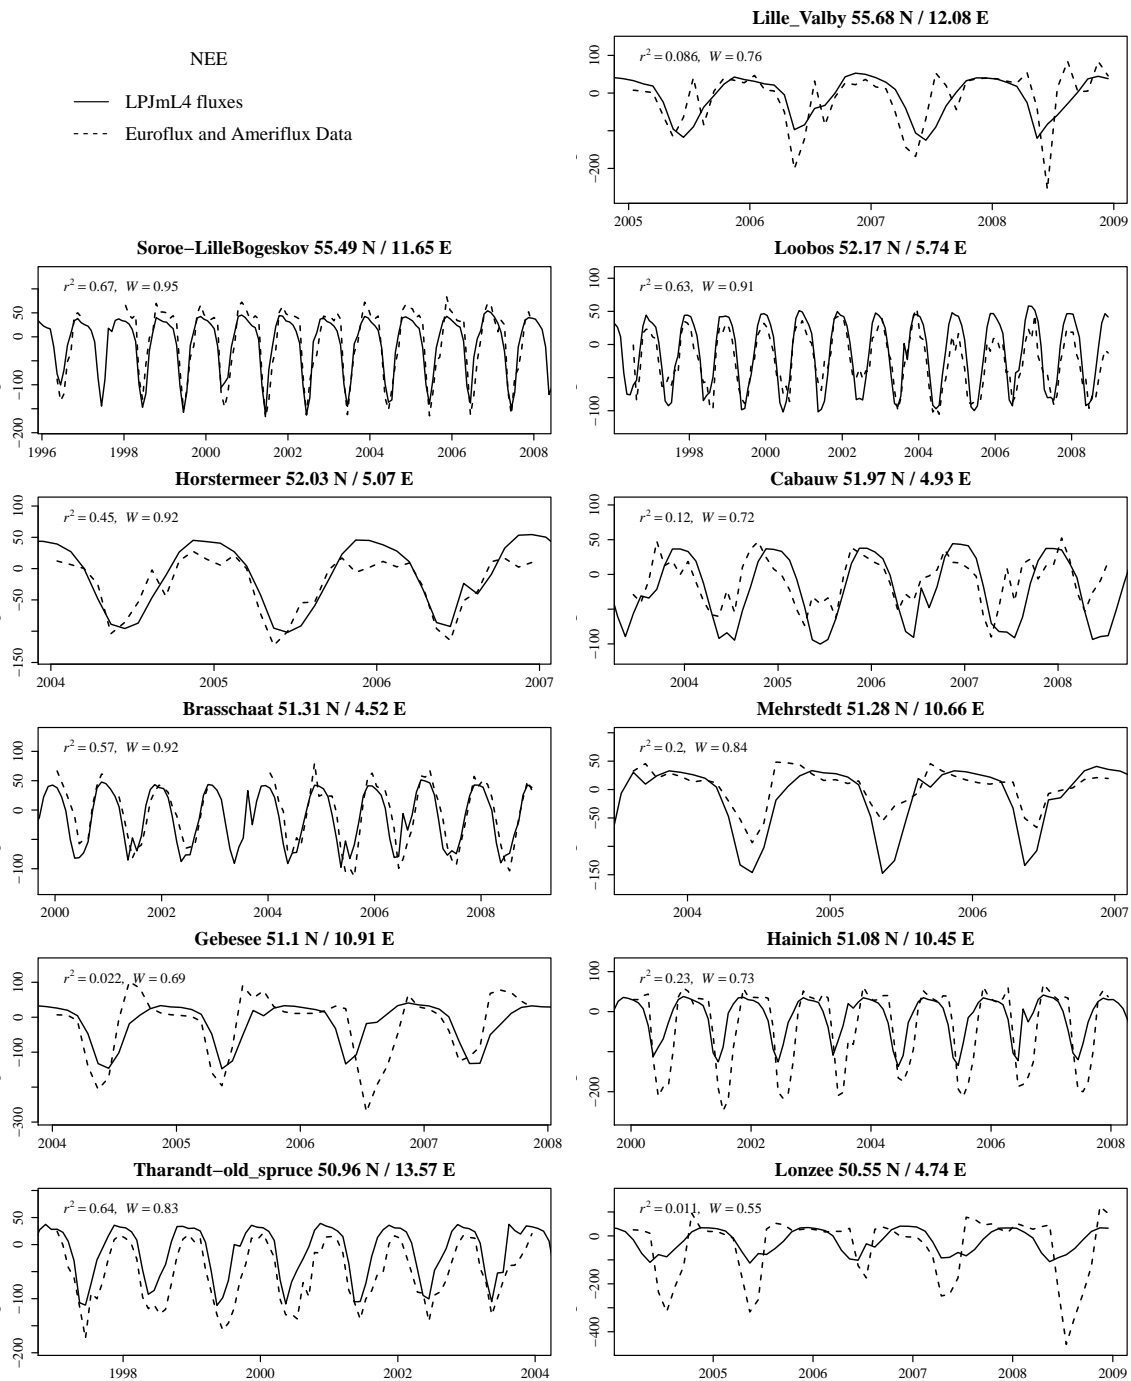 NEE
LPJmL4 fluxes
Euroflux and Ameriflux Data
Lille_Valby 55.68 N / 12.08 E
r² = 0.086, W = 0.76
100
0
−200
2005 2006 2007 2008 2009
Soroe−LilleBogeskov 55.49 N / 11.65 E
r² = 0.67, W = 0.95
50
0
−100
−200
1996 1998 2000 2002 2004 2006 2008
Loobos 52.17 N / 5.74 E
r² = 0.63, W = 0.91
100
50
0
−100
1998 2000 2002 2004 2006 2008
Horstermeer 52.03 N / 5.07 E
r² = 0.45, W = 0.92
100
50
0
−50
−150
2004 2005 2006 2007
Cabauw 51.97 N / 4.93 E
r² = 0.12, W = 0.72
100
50
0
−100
2004 2005 2006 2007 2008
Brasschaat 51.31 N / 4.52 E
r² = 0.57, W = 0.92
100
50
0
−100
2000 2002 2004 2006 2008
Mehrstedt 51.28 N / 10.66 E
r² = 0.2, W = 0.84
100
50
0
−50
−150
2004 2005 2006 2007
Gebesee 51.1 N / 10.91 E
r² = 0.022, W = 0.69
100
0
−100
−300
2004 2005 2006 2007 2008
Hainich 51.08 N / 10.45 E
r² = 0.23, W = 0.73
100
0
−200
2000 2002 2004 2006 2008
Tharandt−old_spruce 50.96 N / 13.57 E
r² = 0.64, W = 0.83
50
0
−100
−200
1998 2000 2002 2004
Lonzee 50.55 N / 4.74 E
r² = 0.011, W = 0.55
0
−200
−400
2005 2006 2007 2008 2009